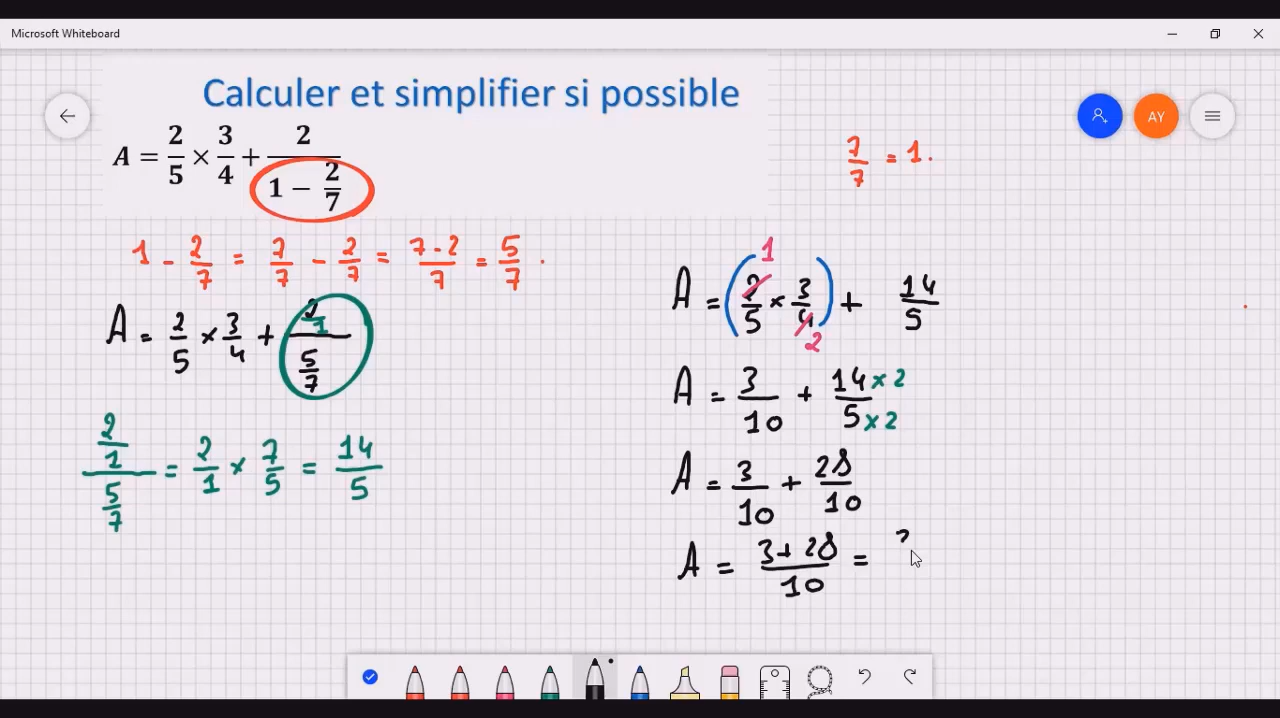 Microsoft Whiteboard
Calculer et simplifier si possible
AY
A = 2/5 × 3/4 + 2/(1 − 2/7)
7/7 = 1.
1 - 2/7 = 7/7 - 2/7 = (7-2)/7 = 5/7 .
A = 2/5 × 3/4 + (2/1)/(5/7)
(2/1)/(5/7) = 2/1 × 7/5 = 14/5
1
A = (2/5 × 3/4) + 14/5
2
A = 3/10 + 14×2/5×2
A = 3/10 + 28/10
A = (3+28)/10 =